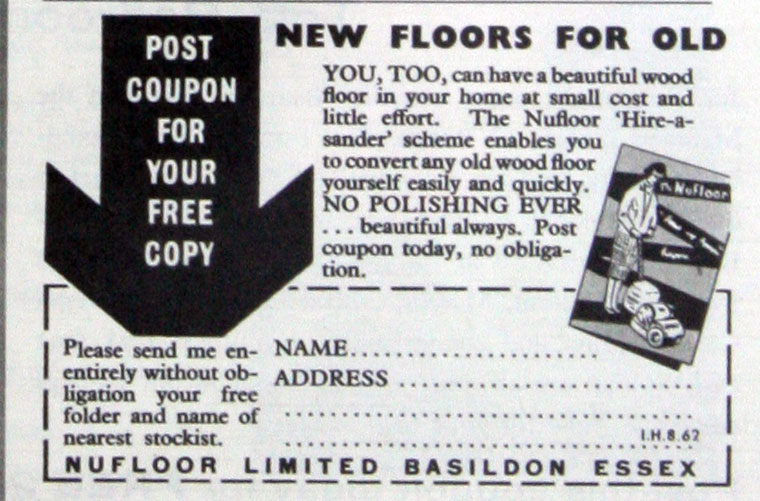 POST
COUPON
FOR
YOUR
FREE
COPY
NEW FLOORS FOR OLD
YOU, TOO, can have a beautiful wood
floor in your home at small cost and
little effort. The Nufloor ‘Hire-a-
sander’ scheme enables you
to convert any old wood floor
yourself easily and quickly.
NO POLISHING EVER
... beautiful always. Post
coupon today, no obliga-
tion.
Nufloor
Please send me en-
entirely without ob-
ligation your free
folder and name of
nearest stockist.
NAME..............................
ADDRESS ..............................
..............................
..............................
I.H.8.62
NUFLOOR LIMITED BASILDON ESSEX